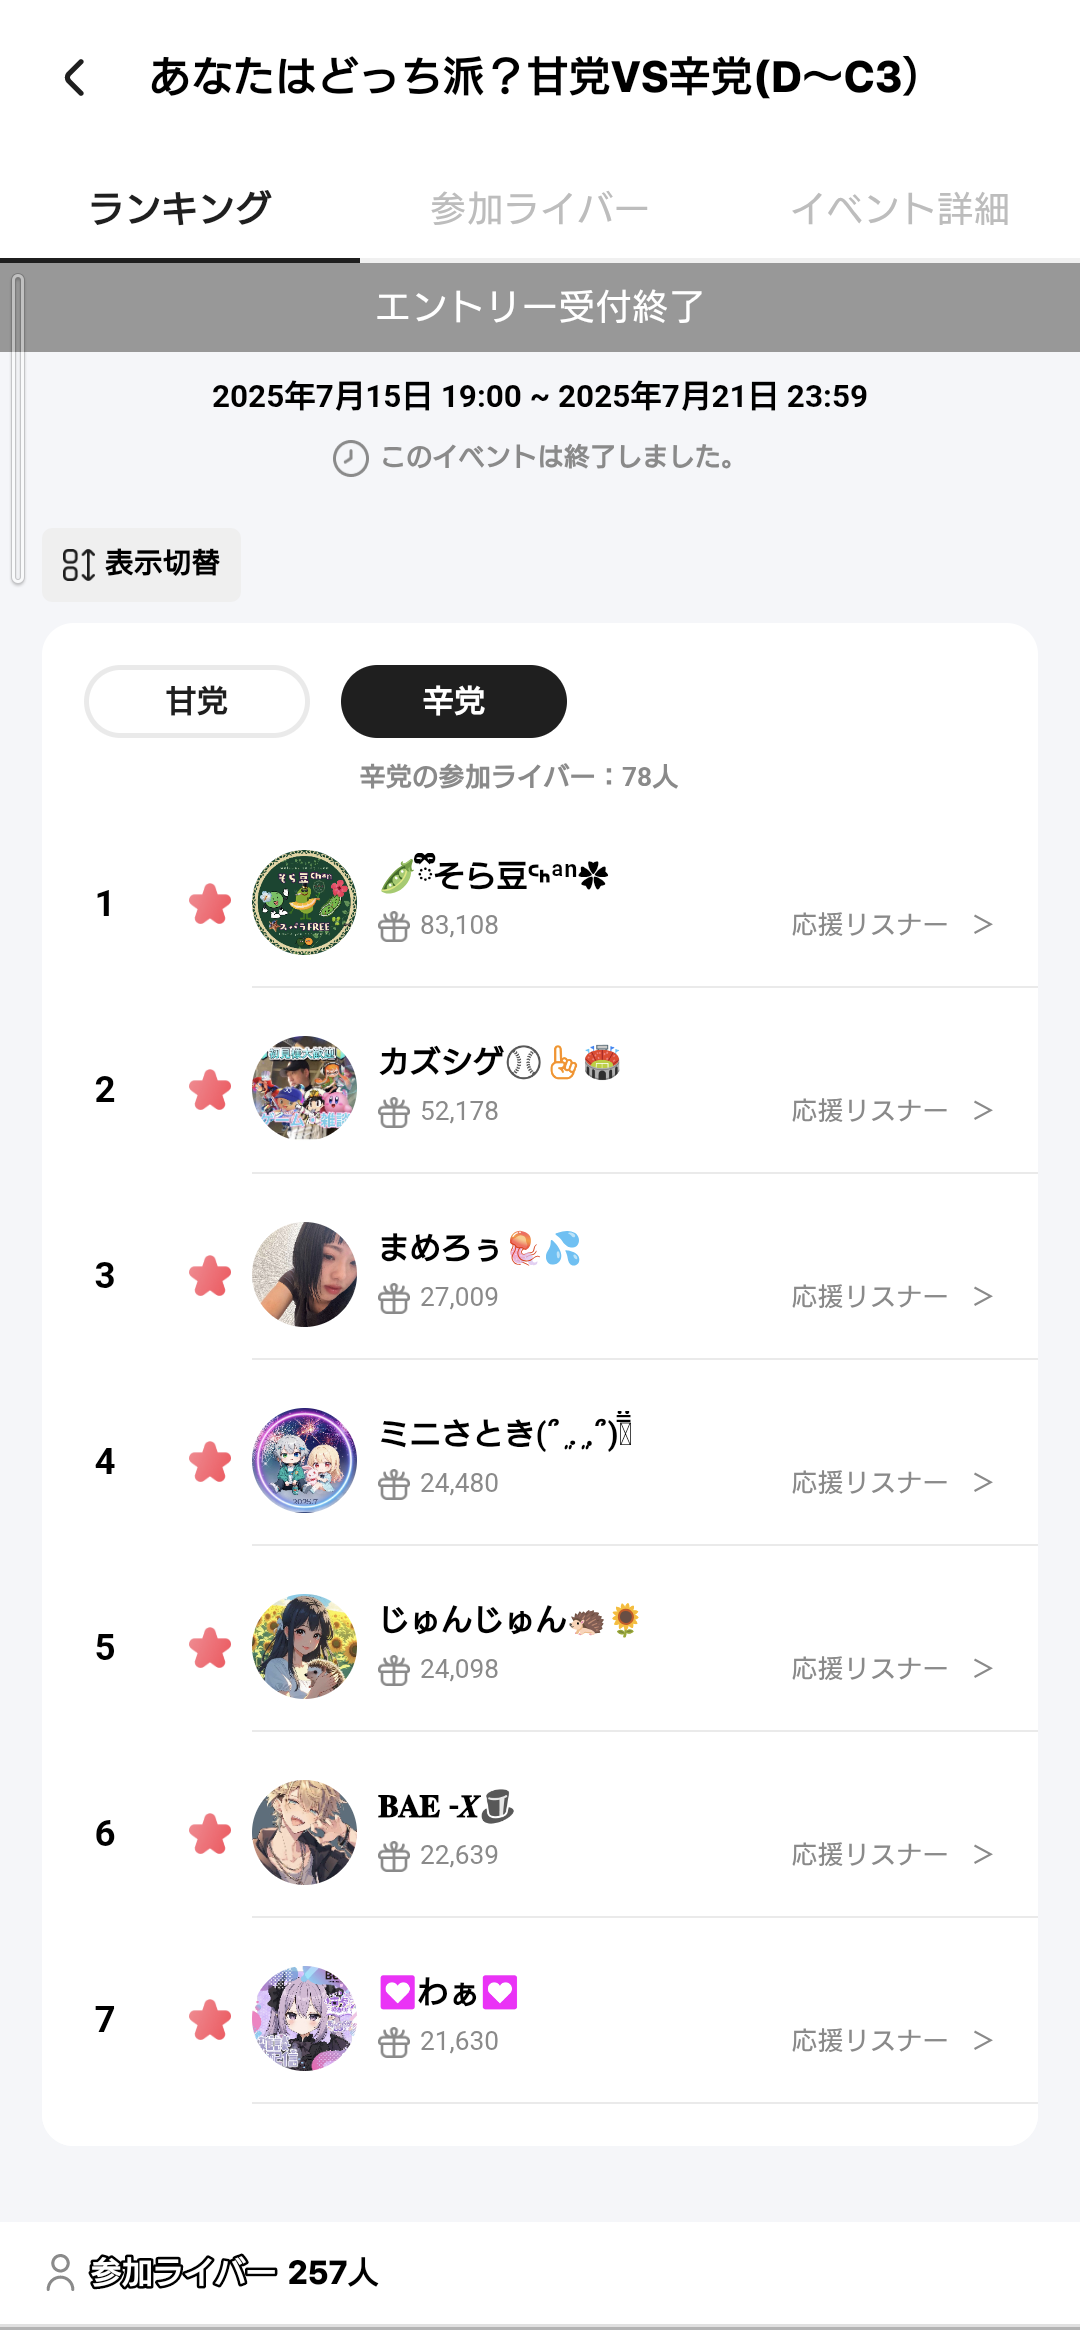 あなたはどっち派？甘党VS辛党(D〜C3）
ランキング
参加ライバー
イベント詳細
エントリー受付終了
2025年7月15日 19:00 ~ 2025年7月21日 23:59
このイベントは終了しました。
表示切替
甘党
辛党
辛党の参加ライバー：78人
1
🫛そら豆ᑦʰᵃⁿ✿
83,108
応援リスナー >
2
カズシゲ⚾👆🏟
52,178
応援リスナー >
3
まめろぅ🪼💦
27,009
応援リスナー >
4
ミニさとき(՞ ܸ. .ܸ ՞)
24,480
応援リスナー >
5
じゅんじゅん🦔🌻
24,098
応援リスナー >
6
𝐁𝐀𝐄 -𝑿🎩
22,639
応援リスナー >
7
💟わぁ💟
21,630
応援リスナー >
参加ライバー 257人